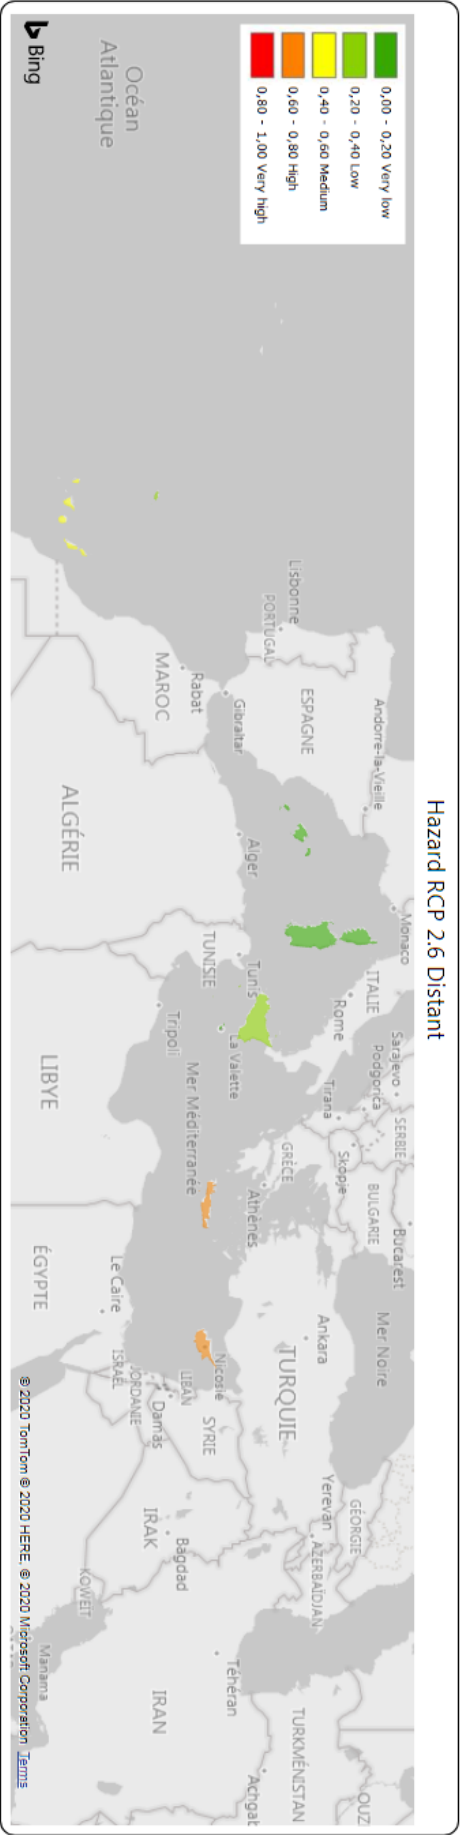 Hazard RCP 2.6 Distant
0,00 - 0,20 Very low
0,20 - 0,40 Low
0,40 - 0,60 Medium
0,60 - 0,80 High
0,80 - 1,00 Very high
Océan
Atlantique
Lisbonne
PORTUGAL
ESPAGNE
Andorre-la-Vieille
Monaco
ITALIE
Rome
Sarajevo
Podgorica
SERBIE
Tirana
Skopje
BULGARIE
Bucarest
Mer Noire
GRÈCE
Athènes
Ankara
TURQUIE
GÉORGIE
Yerevan
AZERBAÏDJAN
TURKMÉNISTAN
OUZ
Achgat
Téhéran
IRAN
Gibraltar
Rabat
MAROC
Alger
ALGÉRIE
Tunis
TUNISIE
La Valette
Tripoli
Mer Méditerranée
LIBYE
ÉGYPTE
Le Caire
Nicosie
LIBAN
SYRIE
Damas
ISRAËL
JORDANIE
IRAK
Bagdad
KOWEÏT
Manama
Bing
© 2020 TomTom © 2020 HERE, © 2020 Microsoft Corporation Terms